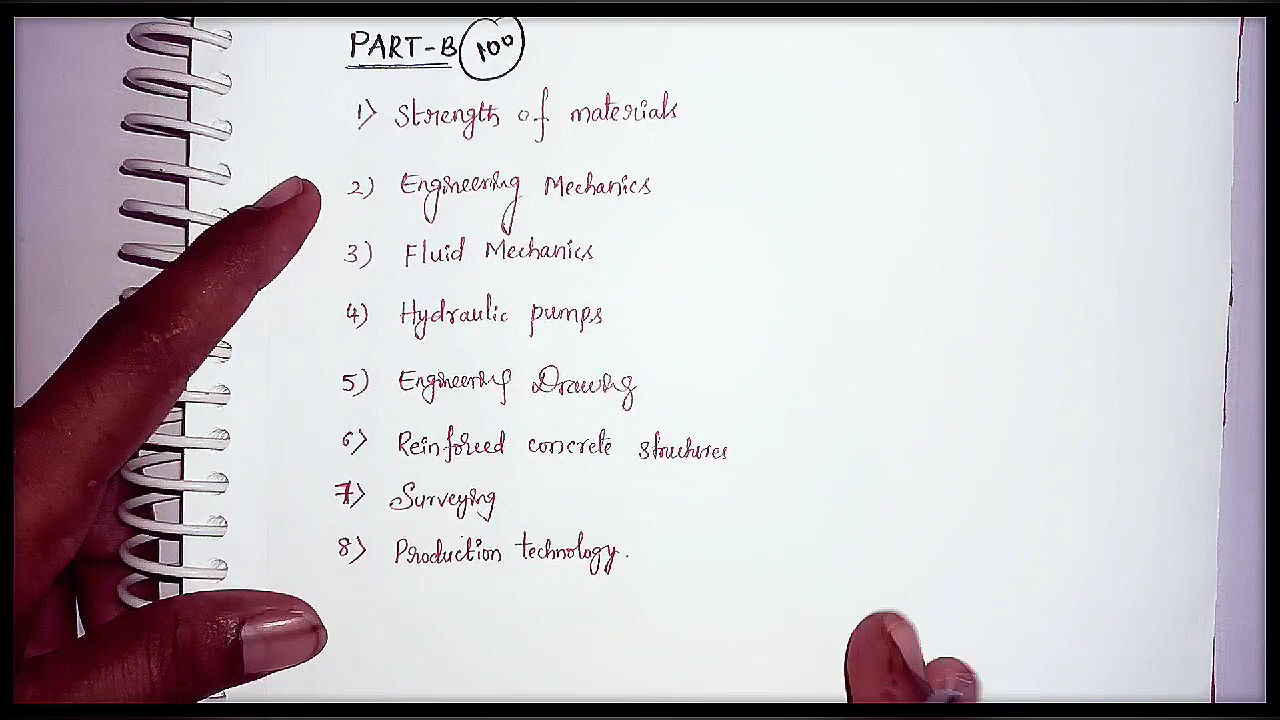 PART-B 100
1) Strength of materials
2) Engineering Mechanics
3) Fluid Mechanics
4) Hydraulic pumps
5) Engineering Drawing
6) Reinforced concrete structures
7) Surveying
8) Production technology.